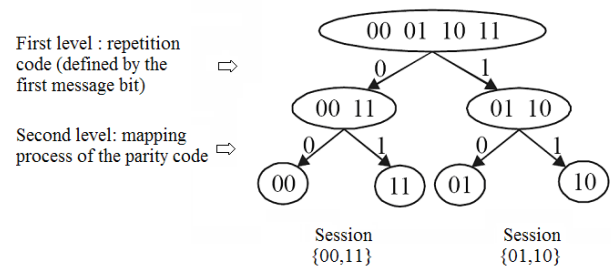 00 01 10 11
First level : repetition
code (defined by the
first message bit)
⇨
0 1
00 11 01 10
Second level: mapping
process of the parity code
⇨
0 1 0 1
00 11 01 10
Session Session
{00,11} {01,10}